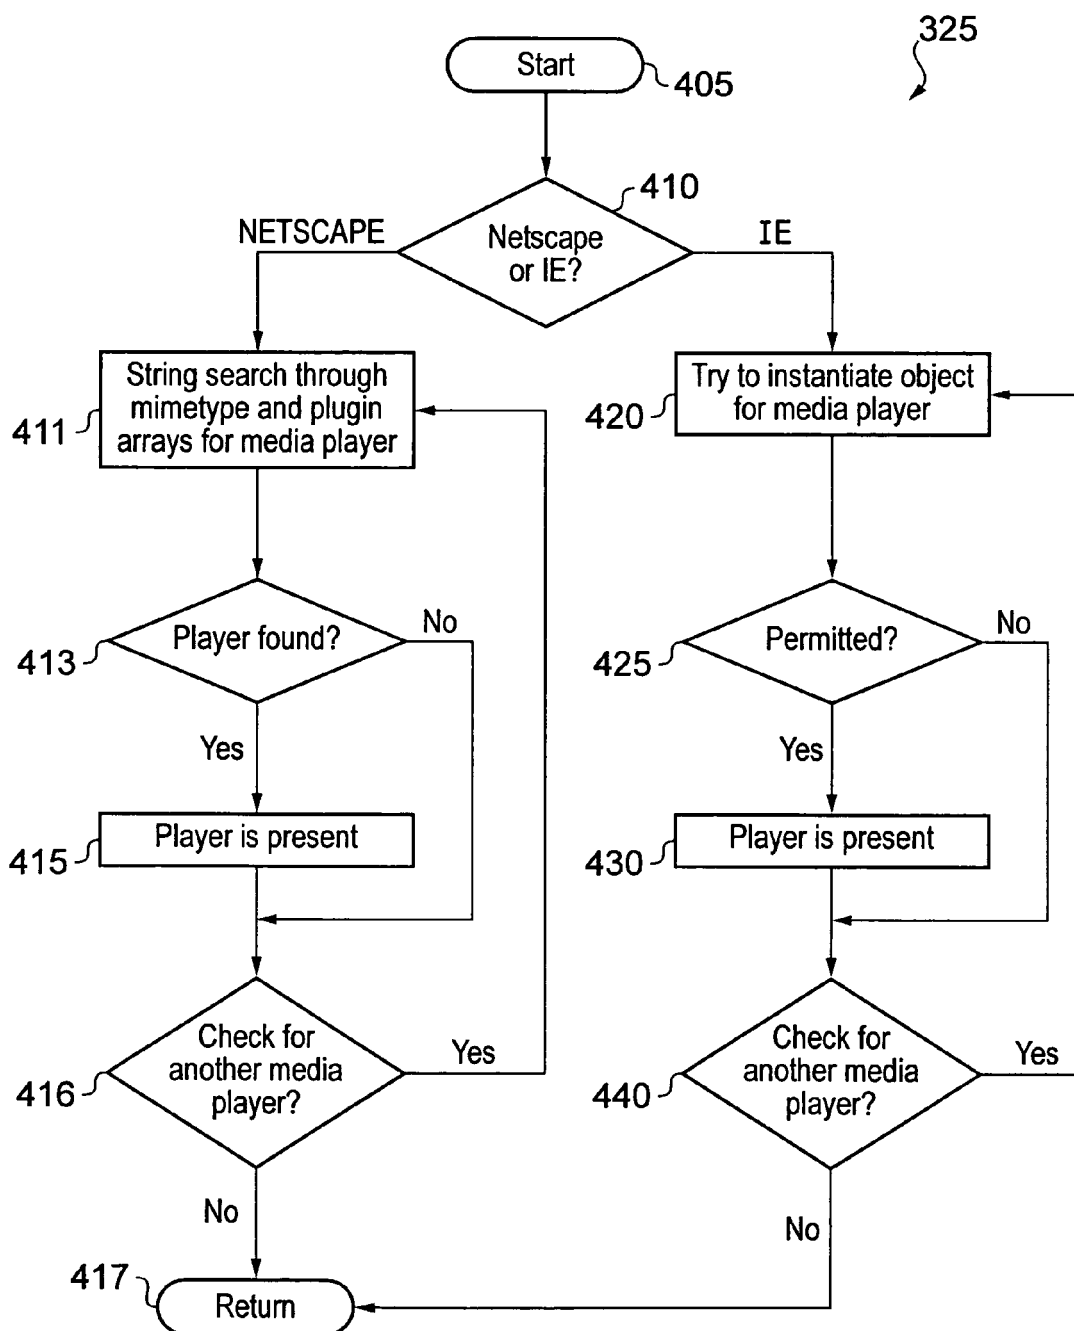 325
Start
405
410
NETSCAPE
Netscape
or IE?
IE
String search through
mimetype and plugin
arrays for media player
411
Try to instantiate object
for media player
420
Player found?
No
413
Permitted?
No
425
Yes
Yes
Player is present
415
Player is present
430
Check for
another media
player?
Yes
416
Check for
another media
player?
Yes
440
No
No
417
Return